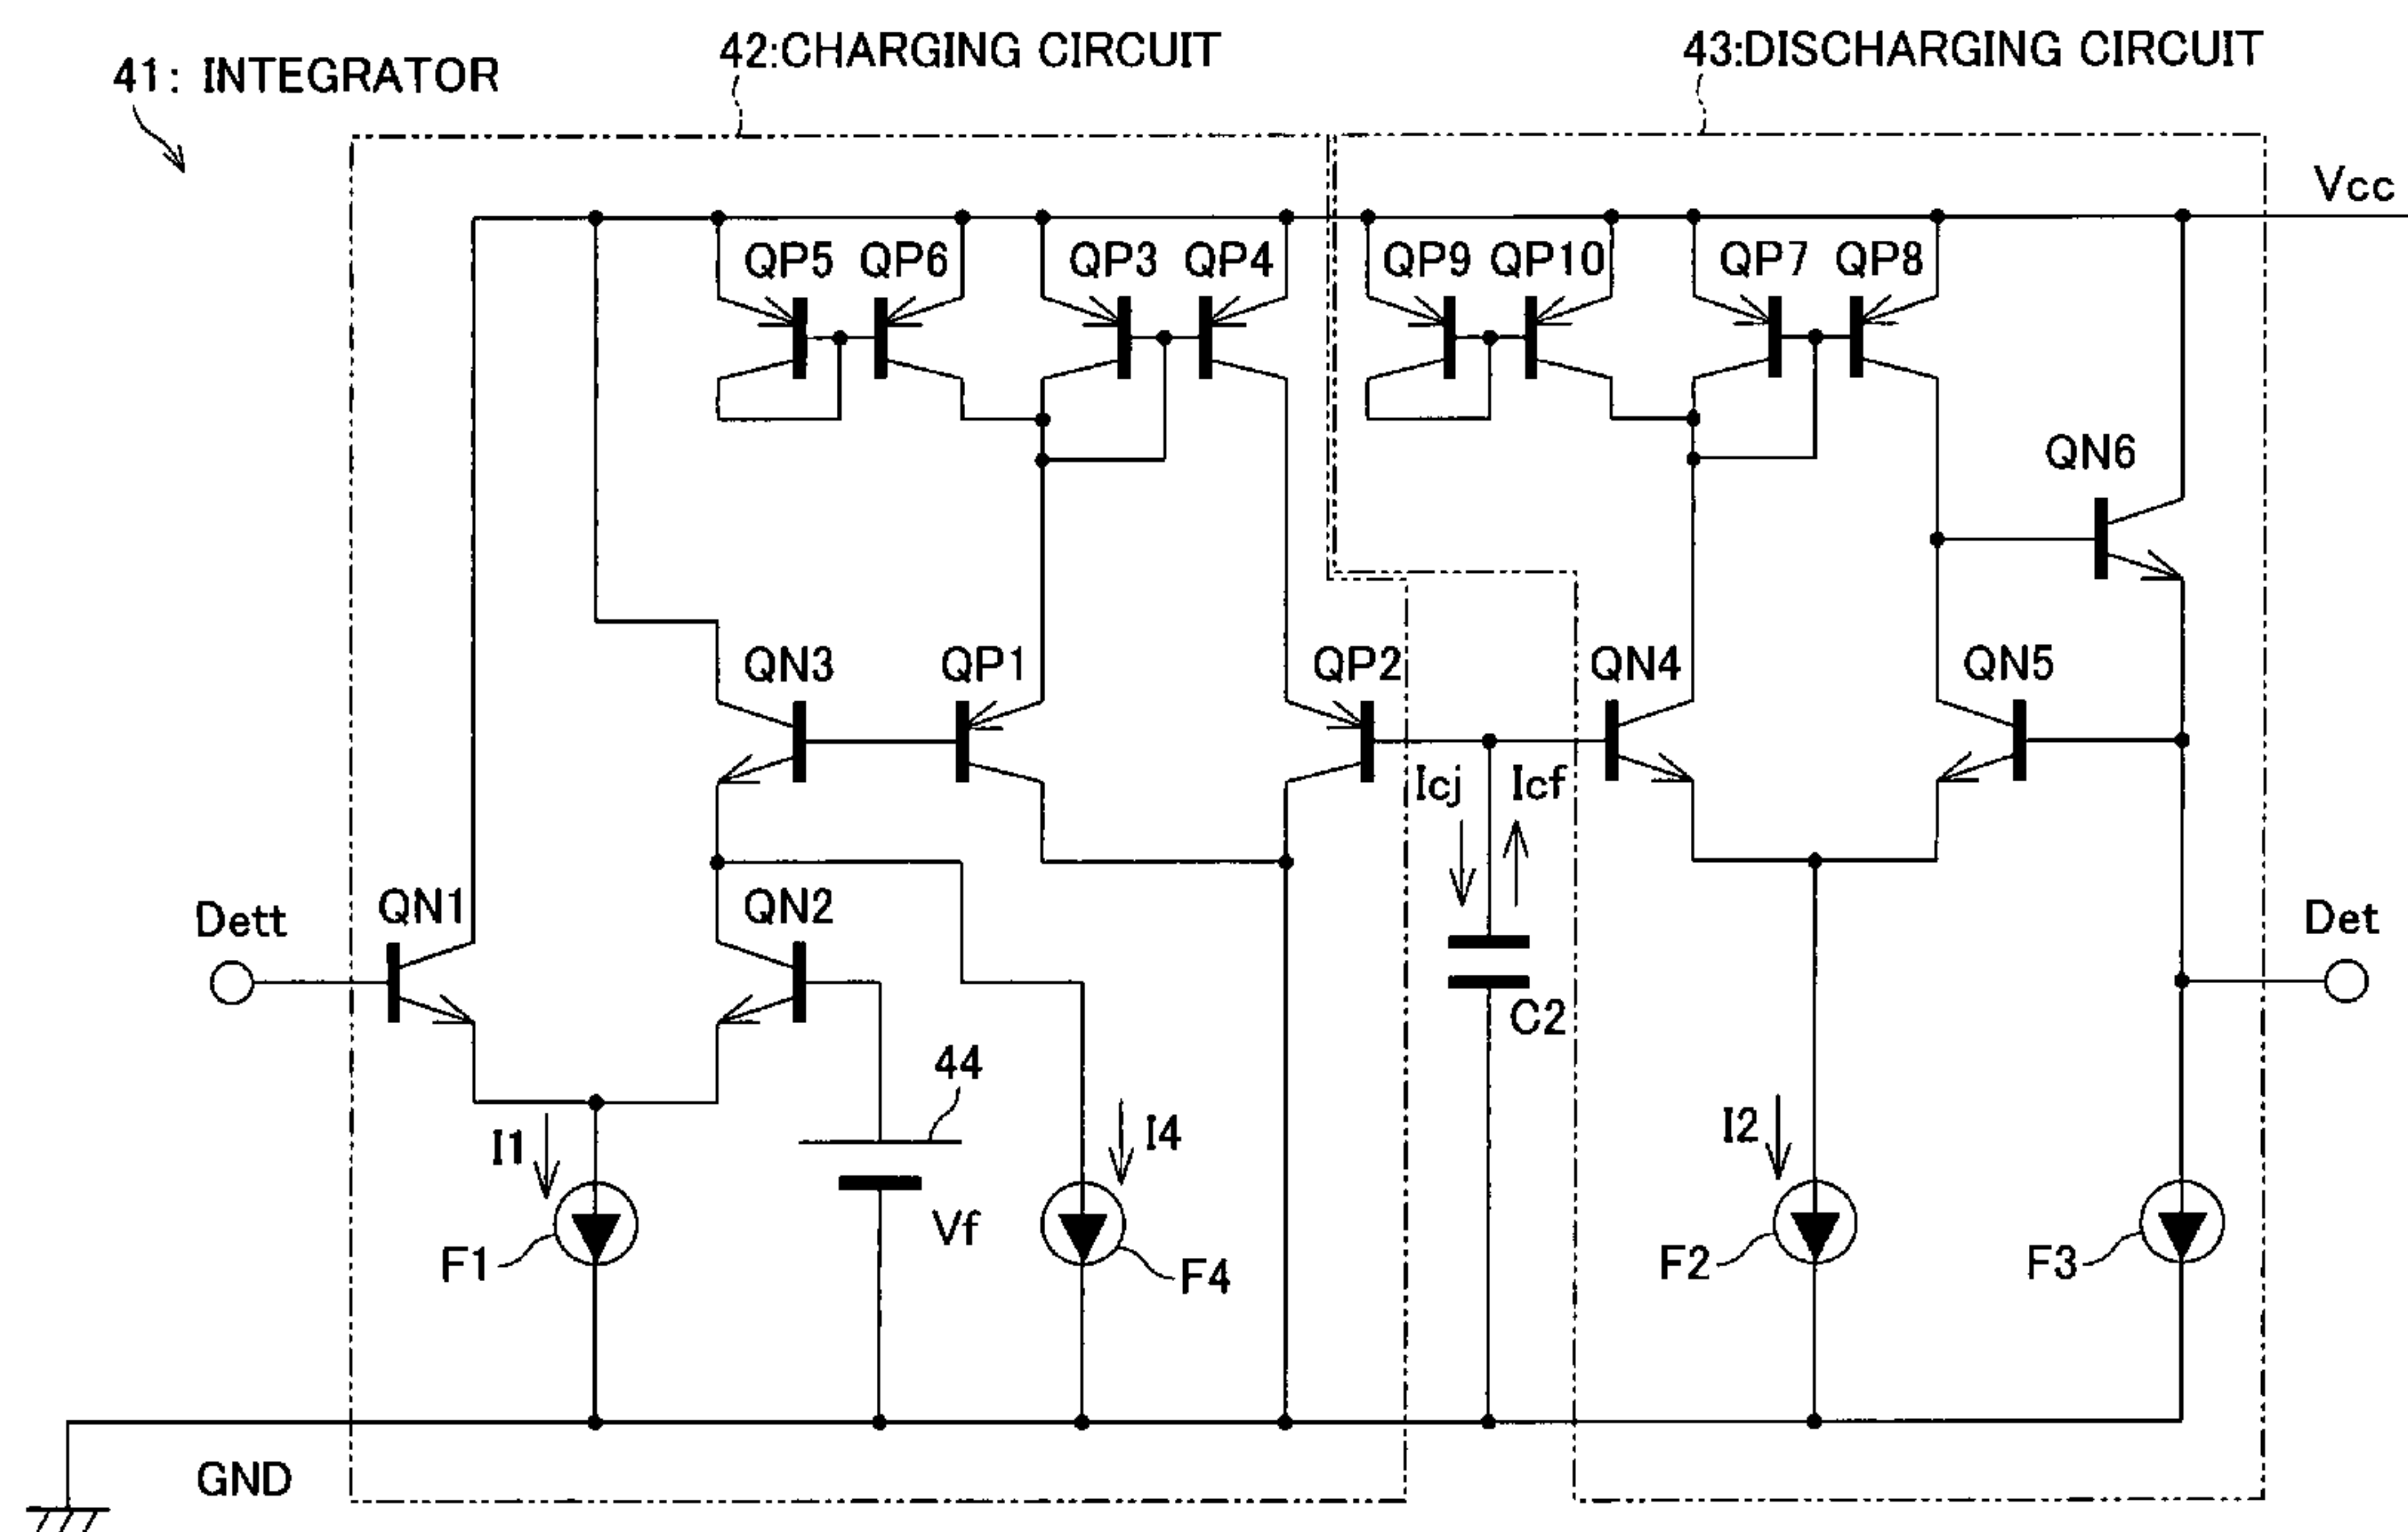 41: INTEGRATOR
42:CHARGING CIRCUIT
43:DISCHARGING CIRCUIT
Vcc
QP5 QP6 QP3 QP4 QP9 QP10 QP7 QP8
QN6
QN3 QP1 QP2 QN4 QN5
Icj Icf
Dett QN1 QN2 Det
C2
44
I1 I4 I2
Vf
F1 F4 F2 F3
GND